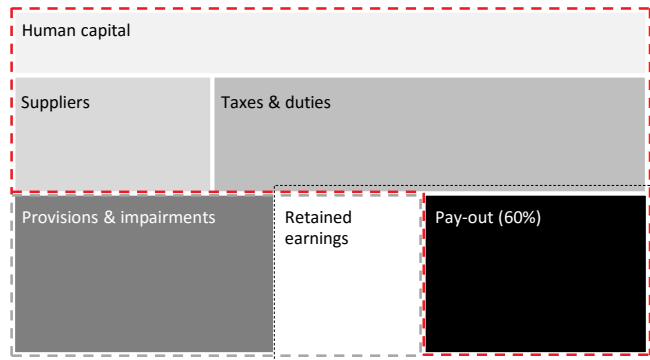 Human capital
Suppliers
Taxes & duties
Provisions & impairments
Retained
earnings
Pay-out (60%)